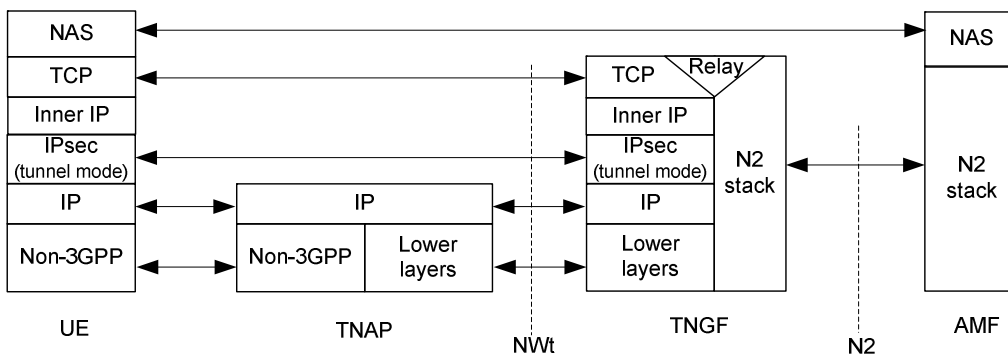 NAS
TCP
Inner IP
IPsec
(tunnel mode)
IP
Non-3GPP
UE
IP
Non-3GPP
Lower
layers
TNAP
NWt
TCP
Relay
Inner IP
IPsec
(tunnel mode)
IP
Lower
layers
N2
stack
TNGF
N2
NAS
N2
stack
AMF